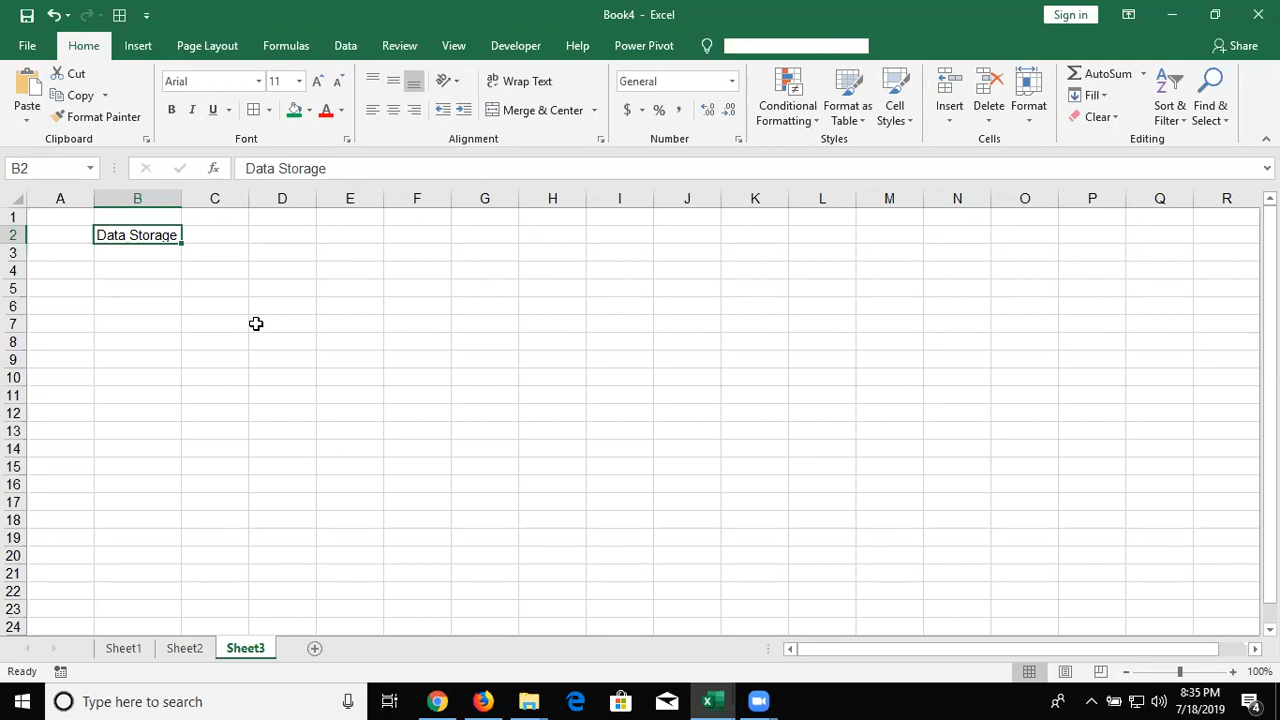 Book4 - Excel
Sign in
File Home Insert Page Layout Formulas Data Review View Developer Help Power Pivot Share
Paste
Cut
Copy
Format Painter
Clipboard
Arial 11
B I U
Font
Wrap Text
Merge & Center
Alignment
General
$ % ,
Number
Conditional Formatting
Format as Table
Cell Styles
Styles
Insert Delete Format
Cells
AutoSum
Fill
Clear
Sort & Filter
Find & Select
Editing
B2 fx Data Storage
A B C D E F G H I J K L M N O P Q R
1
2 Data Storage
3
4
5
6
7
8
9
10
11
12
13
14
15
16
17
18
19
20
21
22
23
24
Sheet1 Sheet2 Sheet3
Ready 100%
Type here to search
8:35 PM
7/18/2019
4